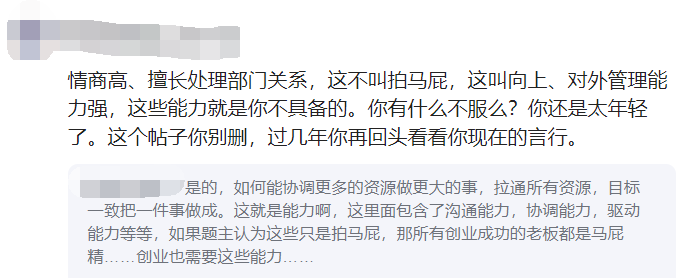 情商高、擅长处理部门关系，这不叫拍马屁，这叫向上、对外管理能
力强，这些能力就是你不具备的。你有什么不服么？你还是太年轻
了。这个帖子你别删，过几年你再回头看看你现在的言行。
是的，如何能协调更多的资源做更大的事，拉通所有资源，目标
一致把一件事做成。这就是能力啊，这里面包含了沟通能力，协调能力，驱动
能力等等，如果题主认为这些只是拍马屁，那所有创业成功的老板都是马屁
精……创业也需要这些能力……